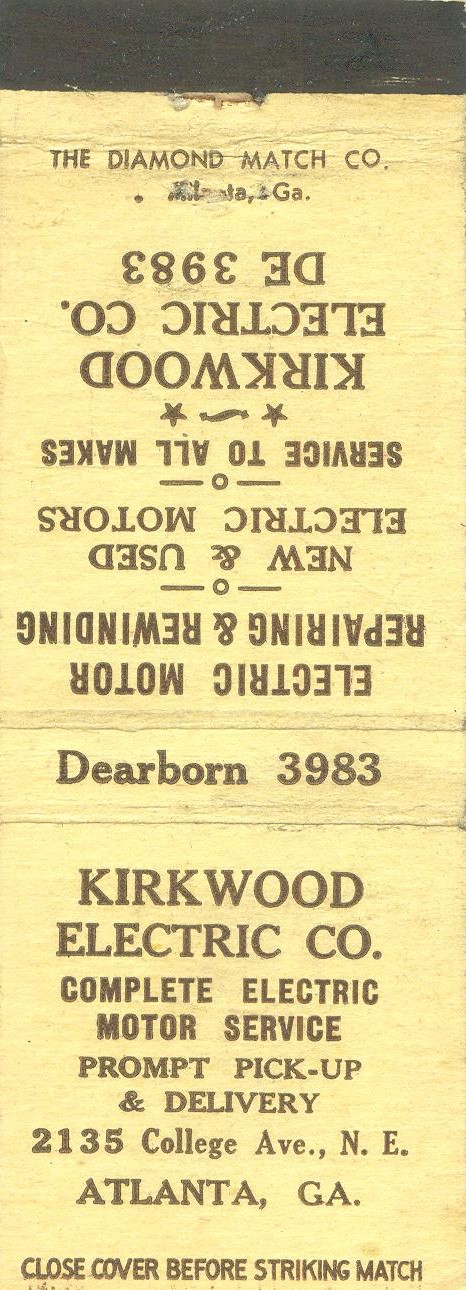 THE DIAMOND MATCH CO.
Atlanta, Ga.
ELECTRIC MOTOR
REPAIRING & REWINDING
NEW & USED
ELECTRIC MOTORS
SERVICE TO ALL MAKES
KIRKWOOD
ELECTRIC CO.
DE 3983
Dearborn 3983
KIRKWOOD
ELECTRIC CO.
COMPLETE ELECTRIC
MOTOR SERVICE
PROMPT PICK-UP
& DELIVERY
2135 College Ave., N. E.
ATLANTA, GA.
CLOSE COVER BEFORE STRIKING MATCH